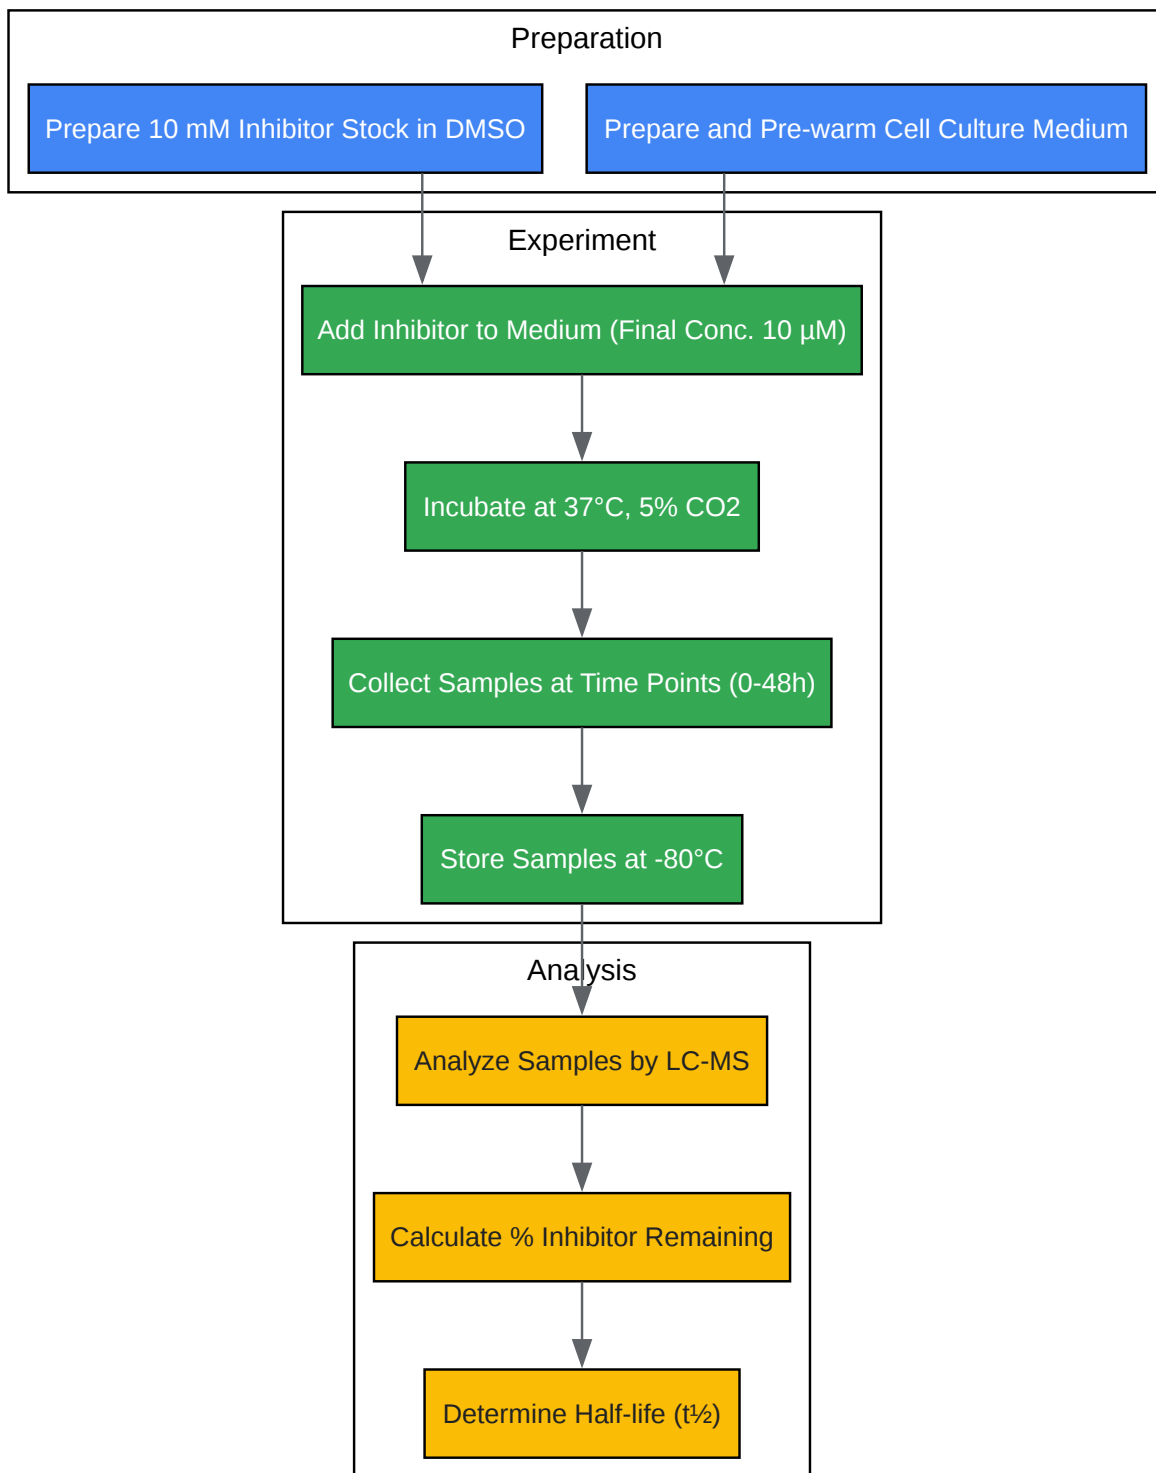 Preparation
Prepare 10 mM Inhibitor Stock in DMSO
Prepare and Pre-warm Cell Culture Medium
Experiment
Add Inhibitor to Medium (Final Conc. 10 µM)
Incubate at 37°C, 5% CO2
Collect Samples at Time Points (0-48h)
Store Samples at -80°C
Analysis
Analyze Samples by LC-MS
Calculate % Inhibitor Remaining
Determine Half-life (t½)